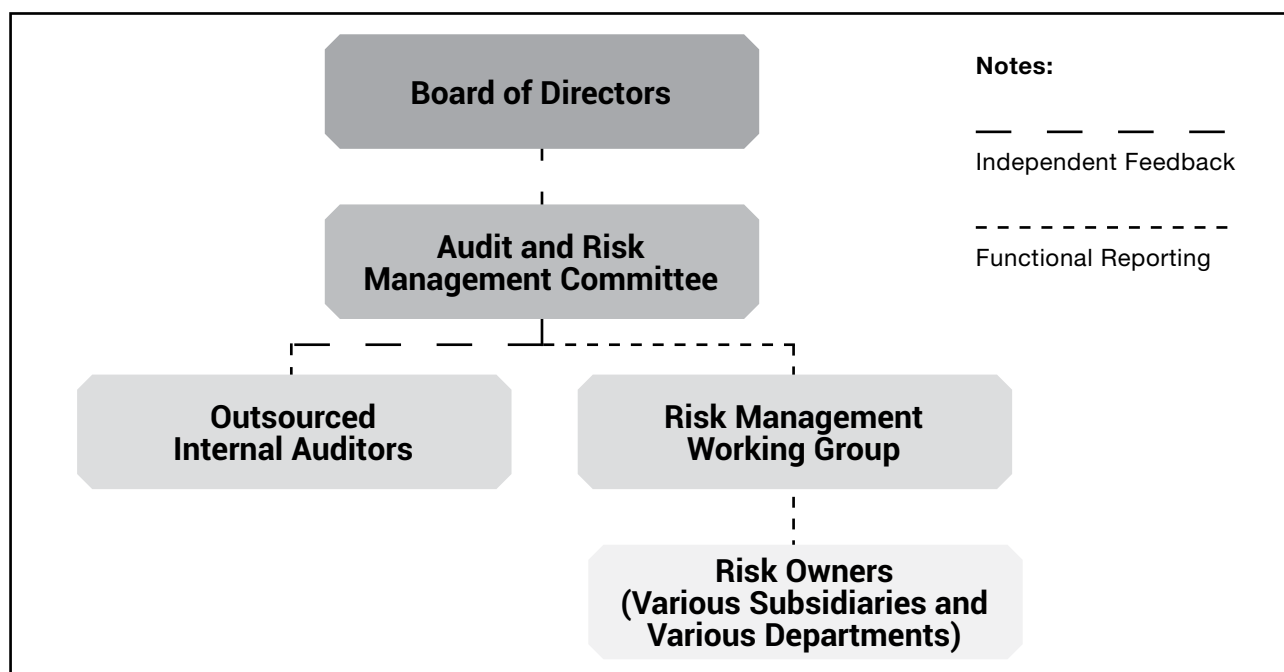 Board of Directors
Notes:
Independent Feedback
Functional Reporting
Audit and Risk
Management Committee
Outsourced
Internal Auditors
Risk Management
Working Group
Risk Owners
(Various Subsidiaries and
Various Departments)